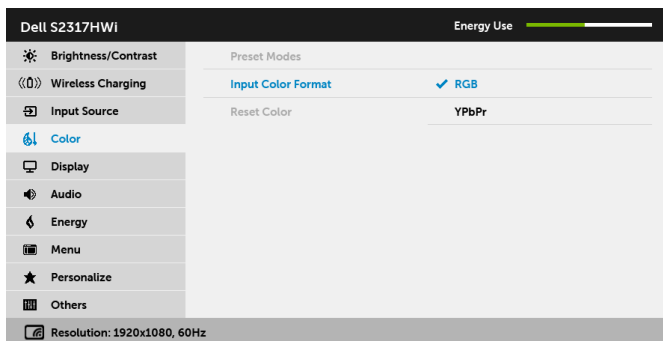 Dell S2317HWi
Energy Use
Brightness/Contrast
Preset Modes
Wireless Charging
Input Color Format
RGB
Input Source
Reset Color
YPbPr
Color
Display
Audio
Energy
Menu
Personalize
Others
Resolution: 1920x1080, 60Hz